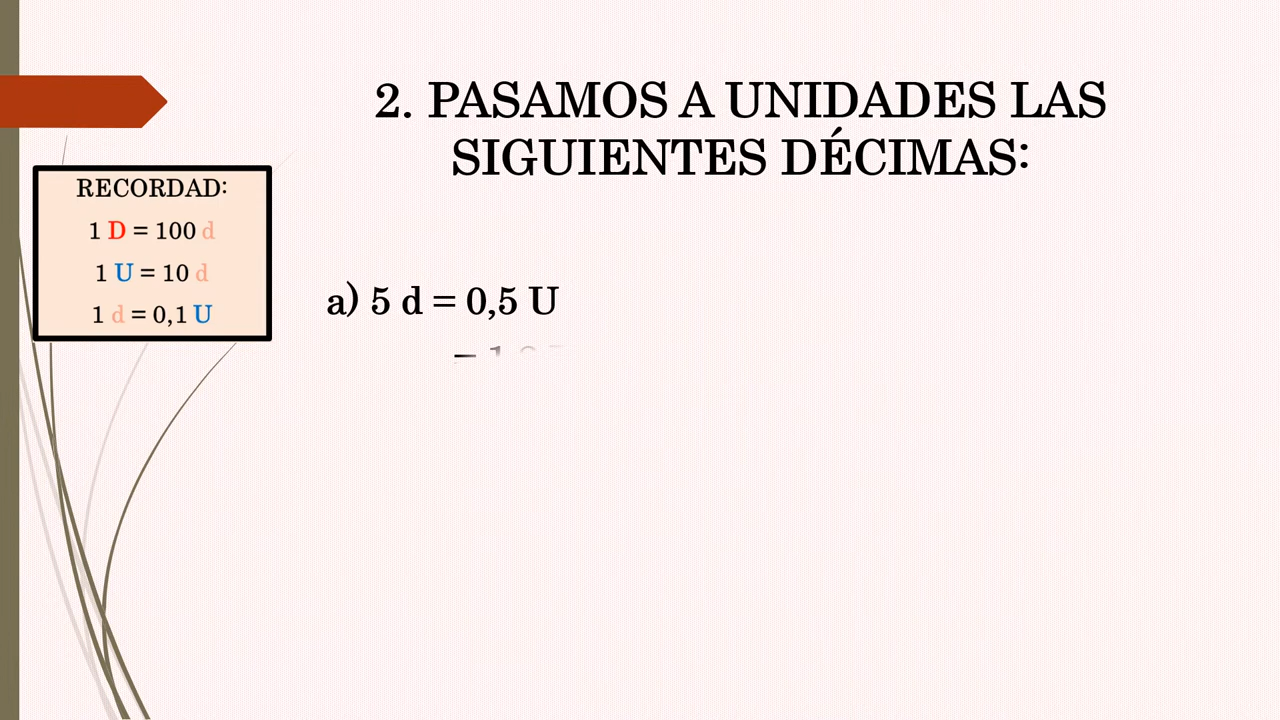 2. PASAMOS A UNIDADES LAS
SIGUIENTES DÉCIMAS:
RECORDAD:
1 D = 100 d
1 U = 10 d
1 d = 0,1 U
a) 5 d = 0,5 U